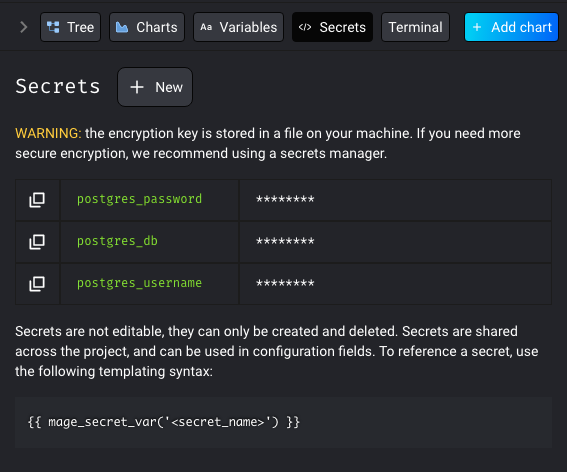 Tree Charts Aa Variables </> Secrets Terminal + Add chart
Secrets + New
WARNING: the encryption key is stored in a file on your machine. If you need more
secure encryption, we recommend using a secrets manager.
postgres_password ********
postgres_db ********
postgres_username ********
Secrets are not editable, they can only be created and deleted. Secrets are shared
across the project, and can be used in configuration fields. To reference a secret, use
the following templating syntax:
{{ mage_secret_var('<secret_name>') }}